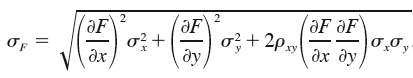 σ_F = √((∂F/∂x)² σ_x² + (∂F/∂y)² σ_y² + 2ρ_xy (∂F/∂x ∂F/∂y) σ_x σ_y.